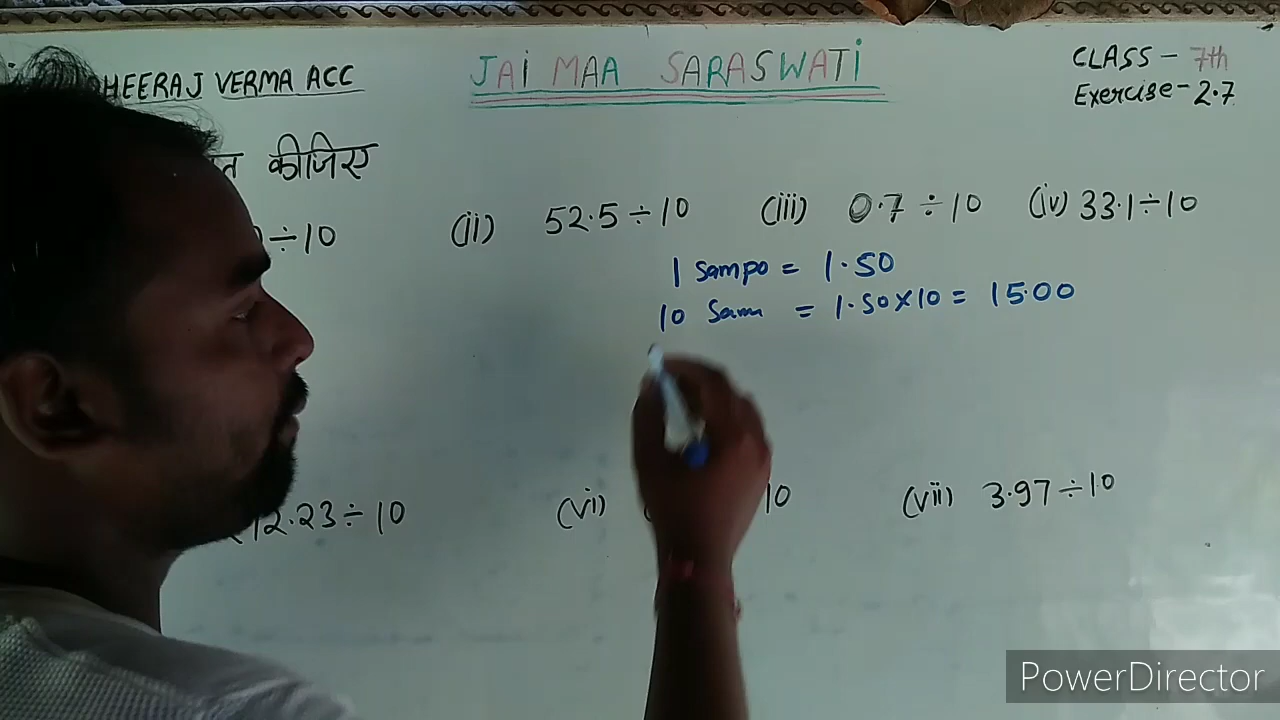 HEERAJ VERMA ACC
JAI MAA SARASWATI
CLASS - 7th
Exercise - 2.7
कीजिए
÷10
(ii) 52.5÷10
(iii) 0.7÷10
(iv) 33.1÷10
1 Sampo = 1.50
10 Sam = 1.50×10 = 15.00
12.23÷10
(vi) 10
(vii) 3.97÷10
PowerDirector